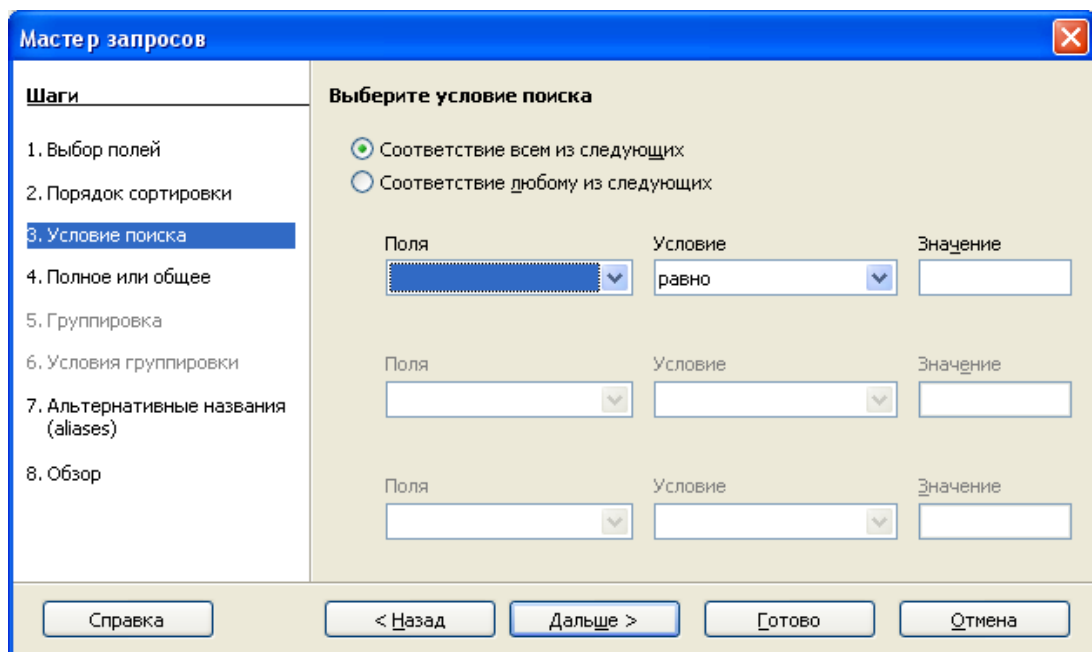 Мастер запросов
Шаги
1. Выбор полей
2. Порядок сортировки
3. Условие поиска
4. Полное или общее
5. Группировка
6. Условия группировки
7. Альтернативные названия
(aliases)
8. Обзор
Выберите условие поиска
Соответствие всем из следующих
Соответствие любому из следующих
Поля Условие Значение
равно
Поля Условие Значение
Поля Условие Значение
Справка < Назад Дальше > Готово Отмена